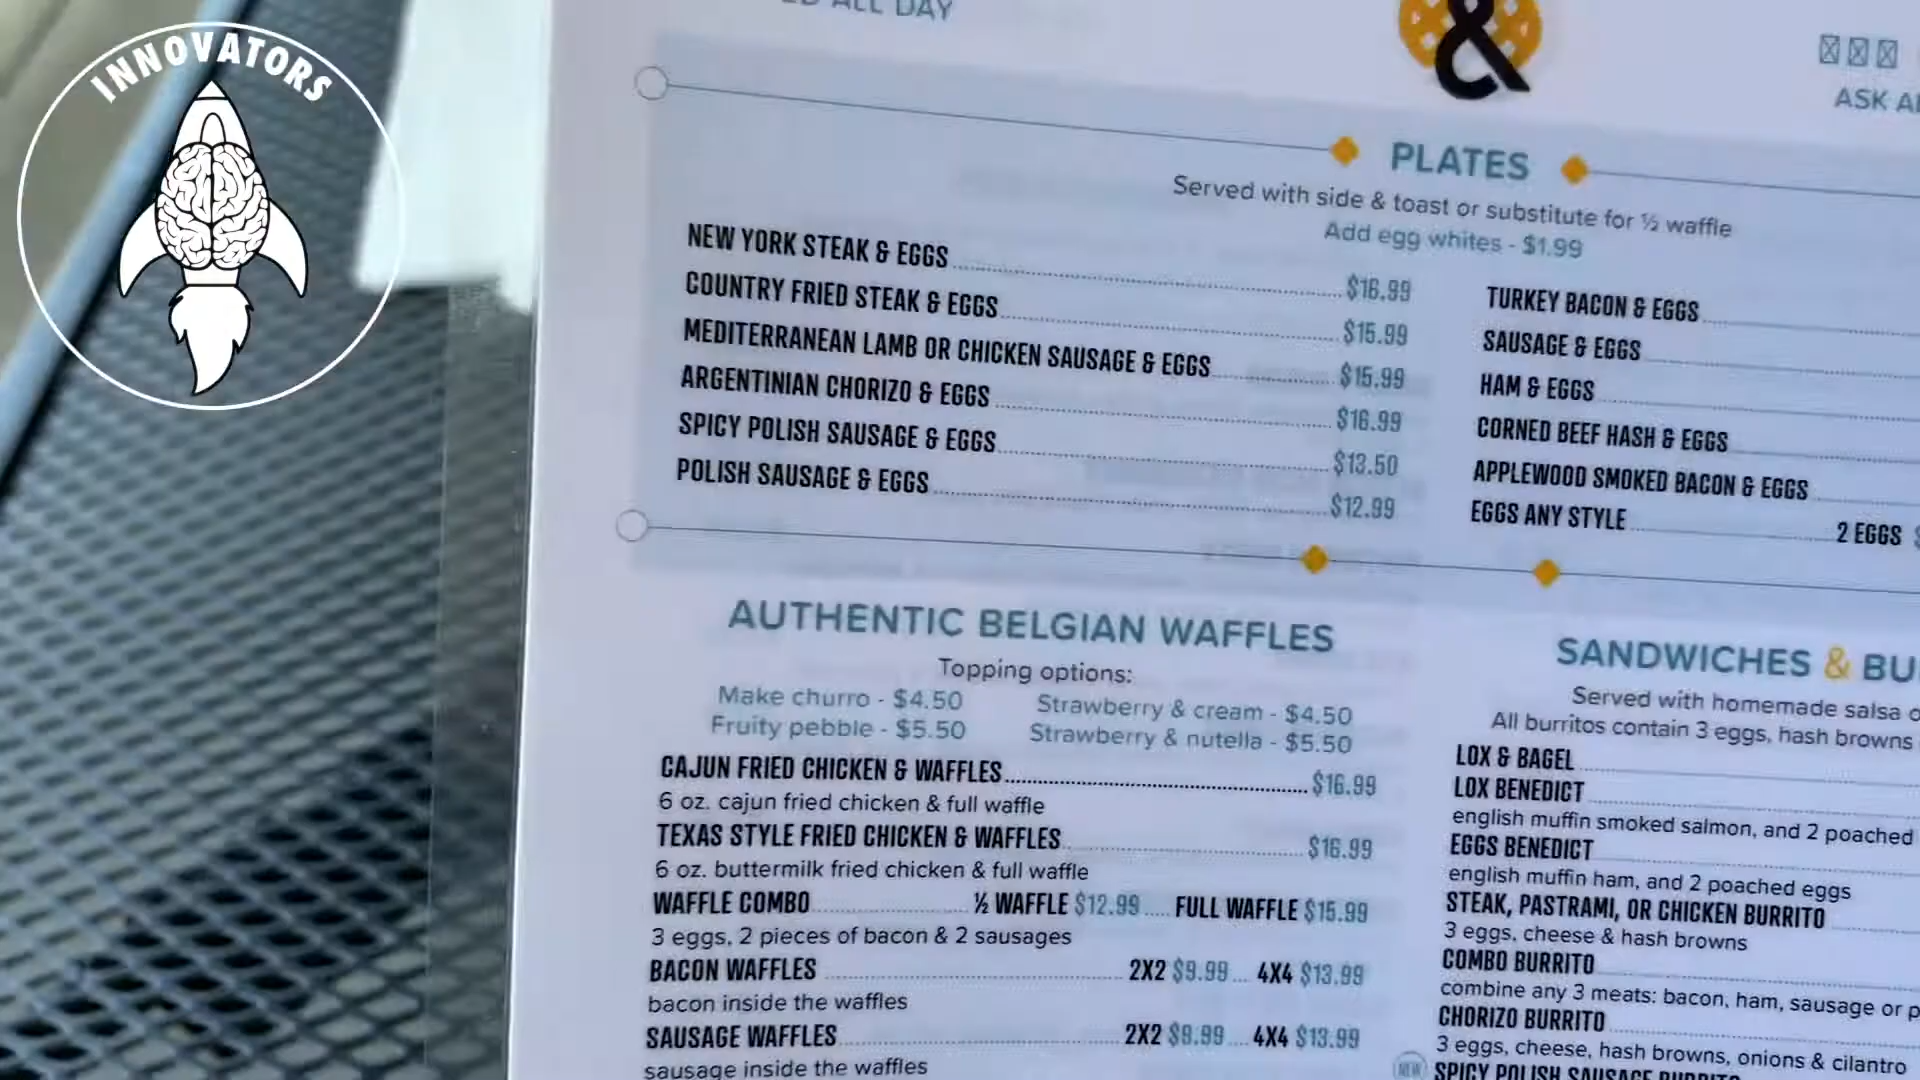 INNOVATORS
ALL DAY
&
ASK
PLATES
Served with side & toast or substitute for ½ waffle
Add egg whites - $1.99
NEW YORK STEAK & EGGS $16.99
COUNTRY FRIED STEAK & EGGS $15.99
MEDITERRANEAN LAMB OR CHICKEN SAUSAGE & EGGS $15.99
ARGENTINIAN CHORIZO & EGGS $16.99
SPICY POLISH SAUSAGE & EGGS $13.50
POLISH SAUSAGE & EGGS $12.99
TURKEY BACON & EGGS
SAUSAGE & EGGS
HAM & EGGS
CORNED BEEF HASH & EGGS
APPLEWOOD SMOKED BACON & EGGS
EGGS ANY STYLE 2 EGGS
AUTHENTIC BELGIAN WAFFLES
Topping options:
Make churro - $4.50 Strawberry & cream - $4.50
Fruity pebble - $5.50 Strawberry & nutella - $5.50
CAJUN FRIED CHICKEN & WAFFLES $16.99
6 oz. cajun fried chicken & full waffle
TEXAS STYLE FRIED CHICKEN & WAFFLES $16.99
6 oz. buttermilk fried chicken & full waffle
WAFFLE COMBO ½ WAFFLE $12.99 FULL WAFFLE $15.99
3 eggs, 2 pieces of bacon & 2 sausages
BACON WAFFLES 2X2 $9.99 4X4 $13.99
bacon inside the waffles
SAUSAGE WAFFLES 2X2 $9.99 4X4 $13.99
sausage inside the waffles
SANDWICHES & BU
Served with homemade salsa
All burritos contain 3 eggs, hash browns
LOX & BAGEL
LOX BENEDICT
english muffin smoked salmon, and 2 poached
EGGS BENEDICT
english muffin ham, and 2 poached eggs
STEAK, PASTRAMI, OR CHICKEN BURRITO
3 eggs, cheese & hash browns
COMBO BURRITO
combine any 3 meats: bacon, ham, sausage or
CHORIZO BURRITO
3 eggs, cheese, hash browns, onions & cilantro
NEW SPICY POLISH SAUSAGE BURRITO